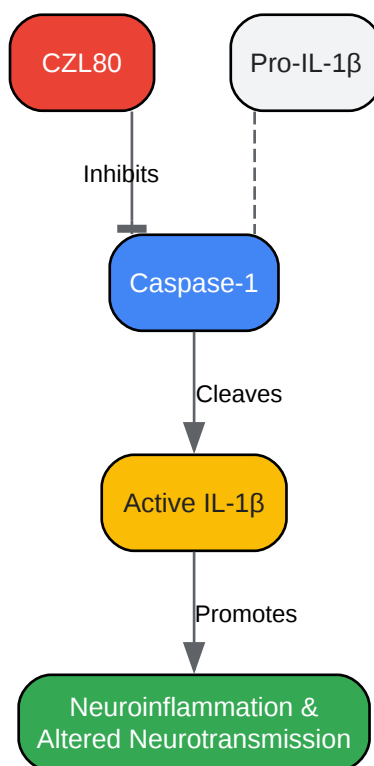 CZL80
Pro-IL-1β
Inhibits
Caspase-1
Cleaves
Active IL-1β
Promotes
Neuroinflammation &
Altered Neurotransmission